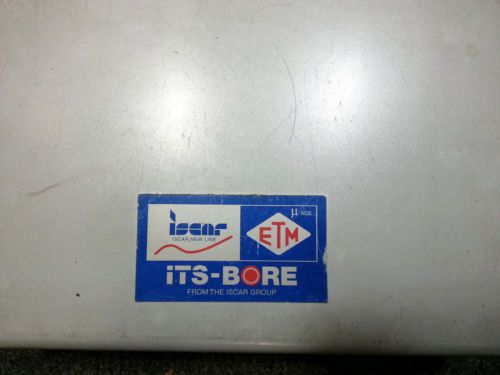 iscar
ISCAR, NEW LINE
µ AGE
ETM
iTS-BORE
FROM THE ISCAR GROUP